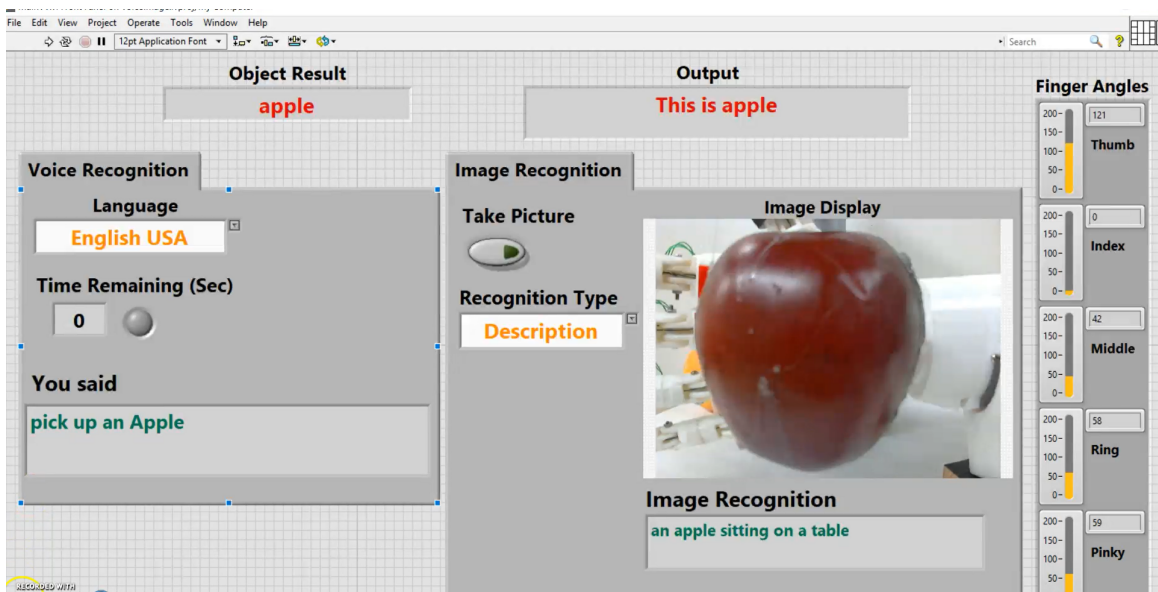 File Edit View Project Operate Tools Window Help
12pt Application Font
Search
Object Result
apple
Output
This is apple
Voice Recognition
Language
English USA
Time Remaining (Sec)
0
You said
pick up an Apple
Image Recognition
Take Picture
Recognition Type
Description
Image Display
Image Recognition
an apple sitting on a table
Finger Angles
200-
150-
100-
50-
0-
121
Thumb
200-
150-
100-
50-
0-
0
Index
200-
150-
100-
50-
0-
42
Middle
200-
150-
100-
50-
0-
58
Ring
200-
150-
100-
50-
59
Pinky
RECORDED WITH